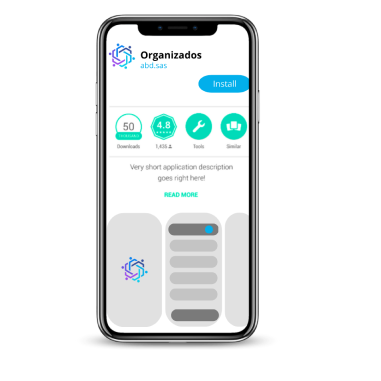 Organizados
abd.sas
Install
50
THOUSAND
4.8
Downloads
1,436
Tools
Similar
Very short application description
goes right here!
READ MORE